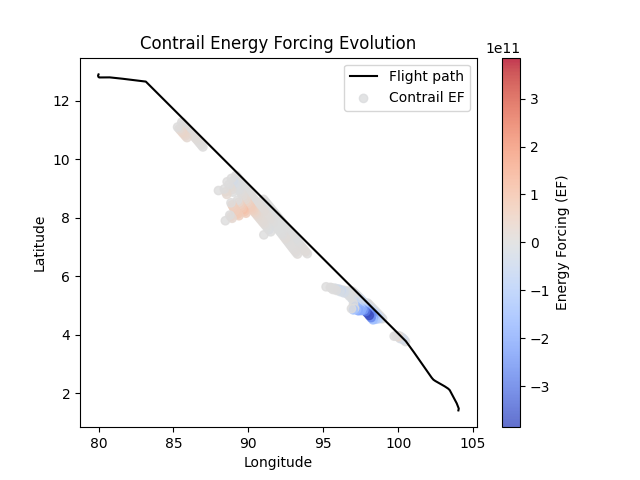 Contrail Energy Forcing Evolution
1e11
Flight path
Contrail EF
12
10
8
6
4
2
Latitude
80
85
90
95
100
105
Longitude
3
2
1
0
−1
−2
−3
Energy Forcing (EF)